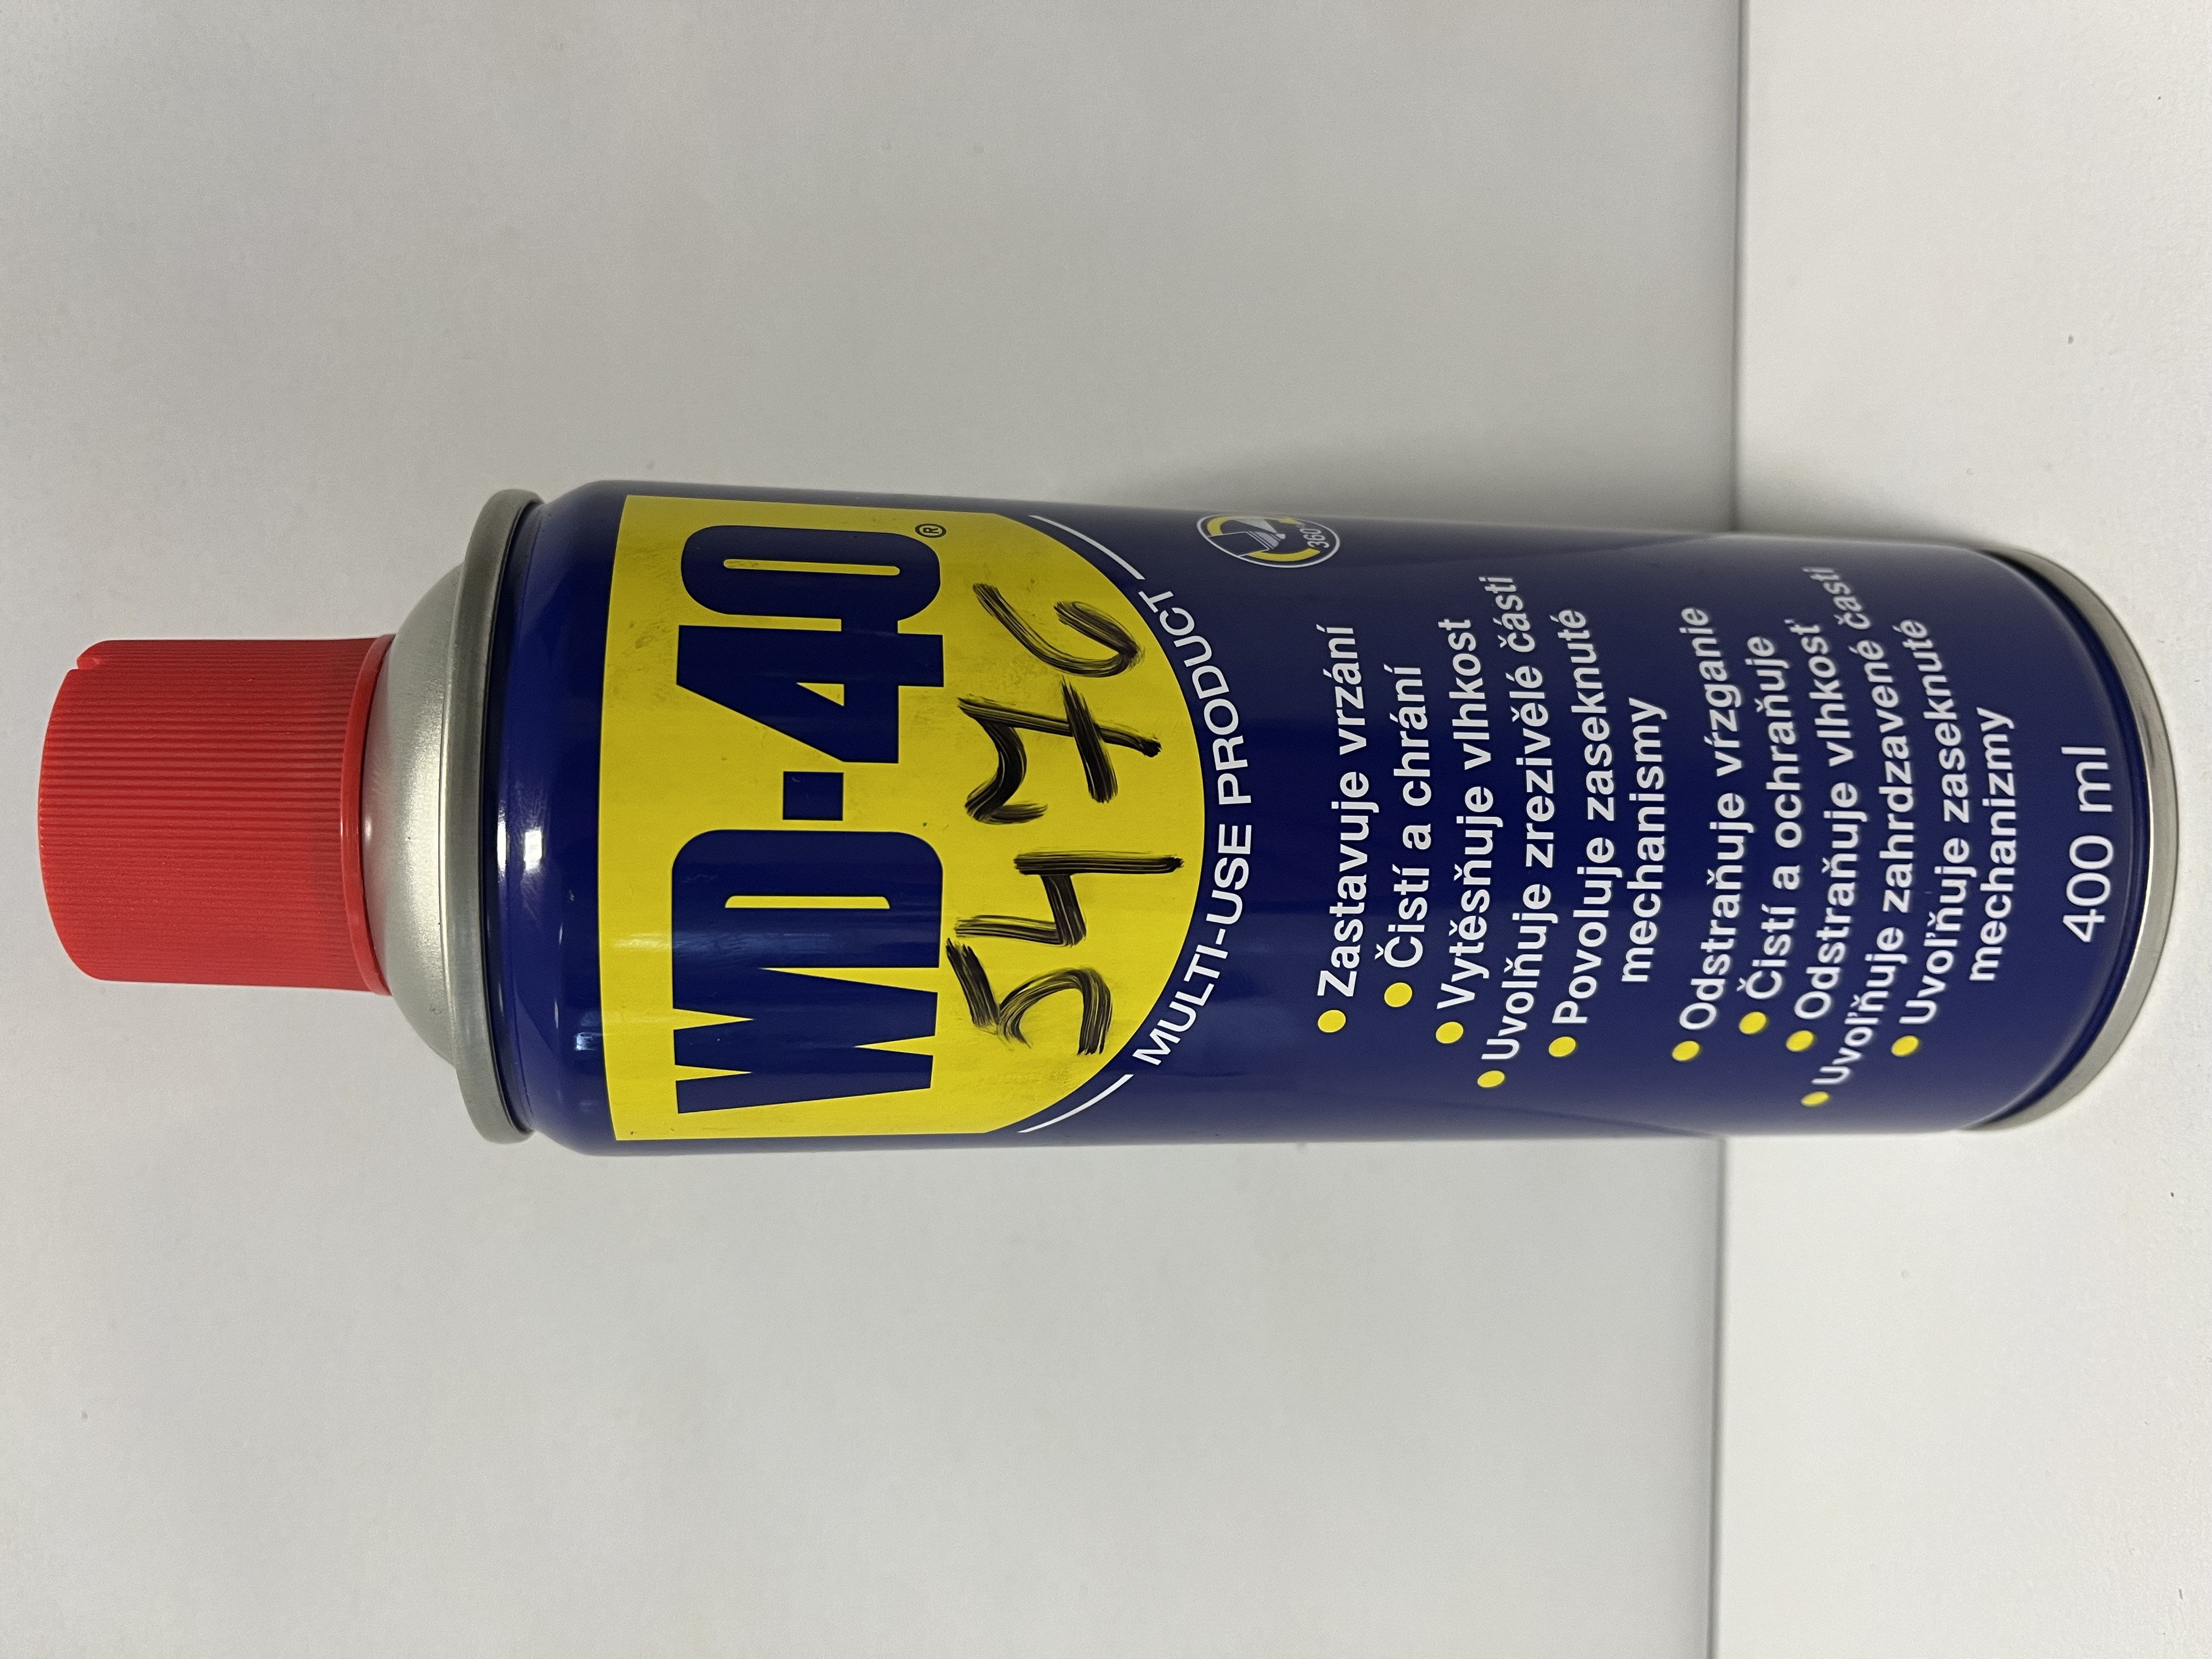 WD-40®
5476
MULTI-USE PRODUCT
360°
Zastavuje vrzání
Čistí a chrání
Vytěsňuje vlhkost
Uvolňuje zrezivělé části
Povoluje zaseknuté
mechanismy
Odstraňuje vŕzganie
Čistí a ochraňuje
Odstraňuje vlhkosť
Uvoľňuje zahrdzavené časti
Uvoľňuje zaseknuté
mechanizmy
400 ml